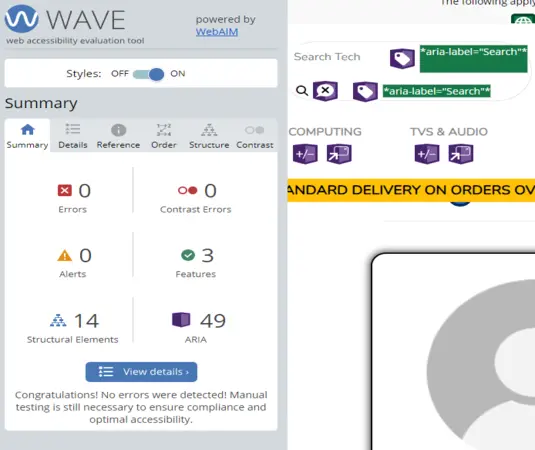 WAVE
web accessibility evaluation tool
powered by
WebAIM
Styles: OFF ON
Summary
Summary Details Reference Order Structure Contrast
0 0
Errors Contrast Errors
0 3
Alerts Features
14 49
Structural Elements ARIA
View details ›
Congratulations! No errors were detected! Manual
testing is still necessary to ensure compliance and
optimal accessibility.
The following apply
Search Tech *aria-label="Search"*
*aria-label="Search"*
COMPUTING TVS & AUDIO
+/- +/-
ANDARD DELIVERY ON ORDERS OV